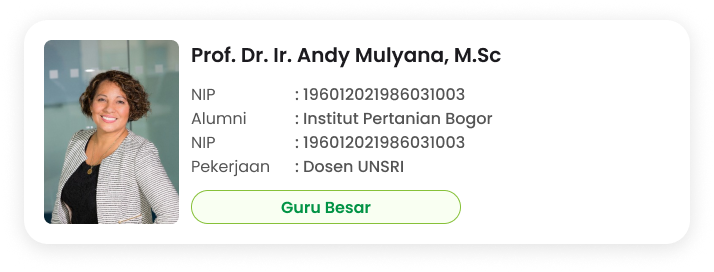 Prof. Dr. Ir. Andy Mulyana, M.Sc
NIP : 196012021986031003
Alumni : Institut Pertanian Bogor
NIP : 196012021986031003
Pekerjaan : Dosen UNSRI
Guru Besar